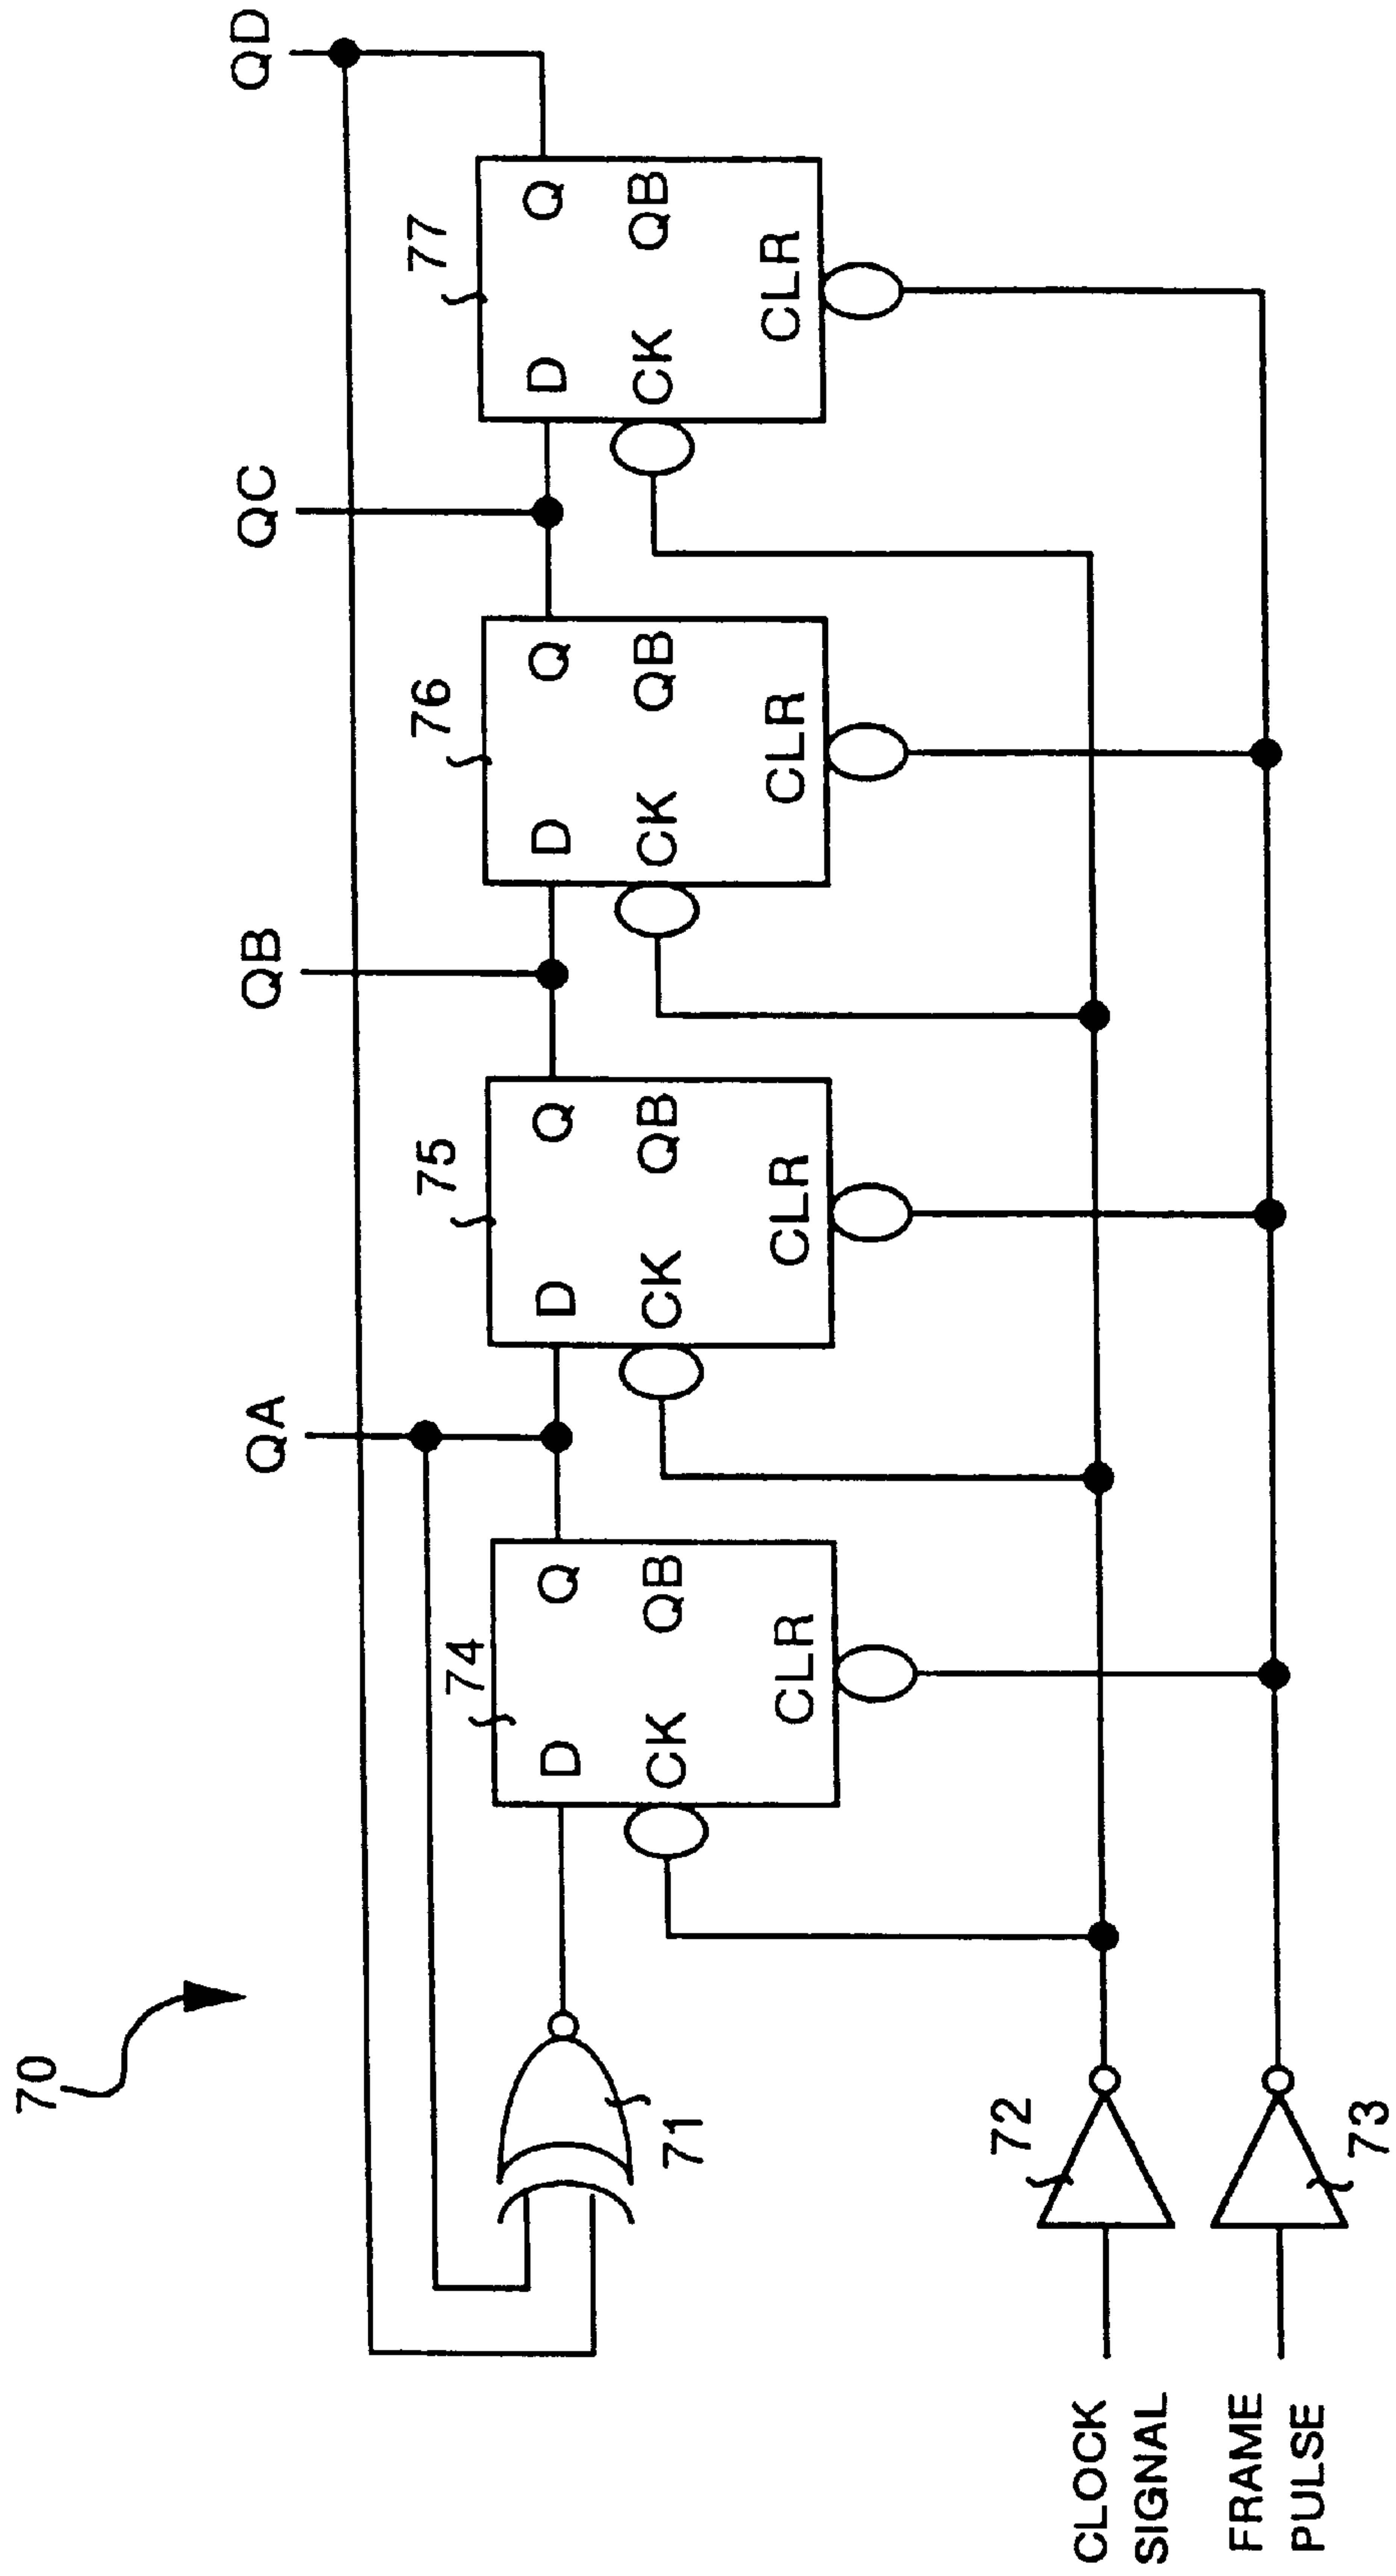 70
QA
QB
QC
QD
74
75
76
77
D
Q
CK
QB
CLR
D
Q
CK
QB
CLR
D
Q
CK
QB
CLR
D
Q
CK
QB
CLR
71
72
73
CLOCK
SIGNAL
FRAME
PULSE